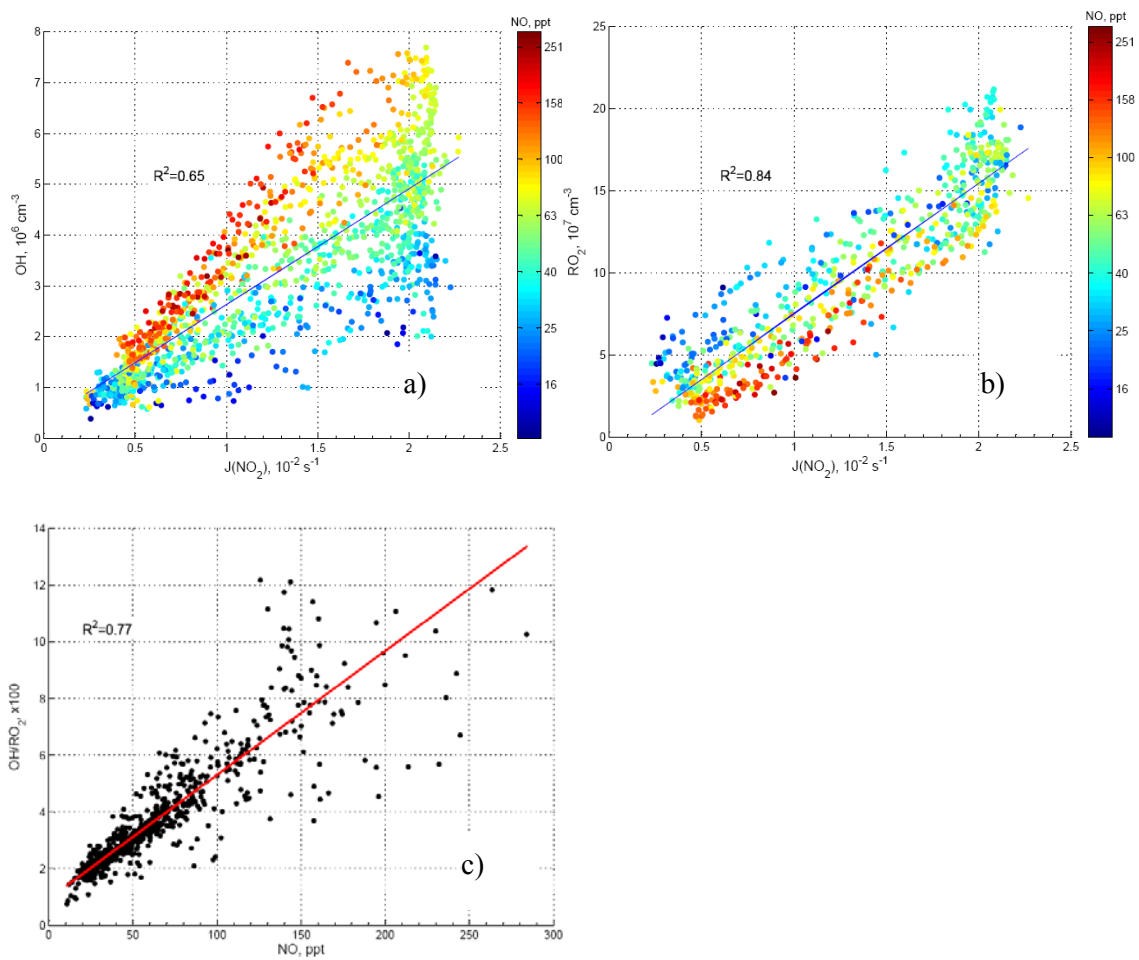 NO, ppt
8
7
6
5
4
3
2
1
0
OH, 10⁶ cm⁻³
R²=0.65
a)
0 0.5 1 1.5 2 2.5
J(NO₂), 10⁻² s⁻¹
251
158
100
63
40
25
16
NO, ppt
25
20
15
10
5
0
RO₂, 10⁷ cm⁻³
R²=0.84
b)
0 0.5 1 1.5 2 2.5
J(NO₂), 10⁻² s⁻¹
251
158
100
63
40
25
16
14
12
10
8
6
4
2
0
OH/RO₂, x100
R²=0.77
c)
0 50 100 150 200 250 300
NO, ppt